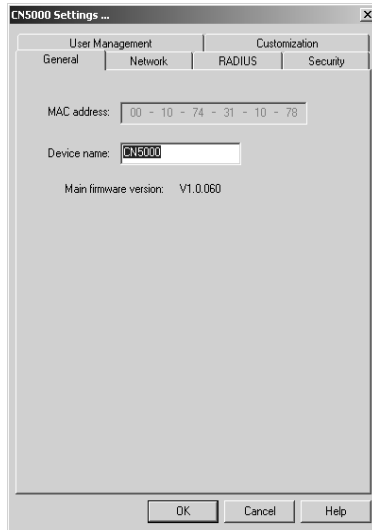 CN5000 Settings ...
User Management Customization
General Network RADIUS Security
MAC address: 00 - 10 - 74 - 31 - 10 - 78
Device name: CN5000
Main firmware version: V1.0.060
OK Cancel Help